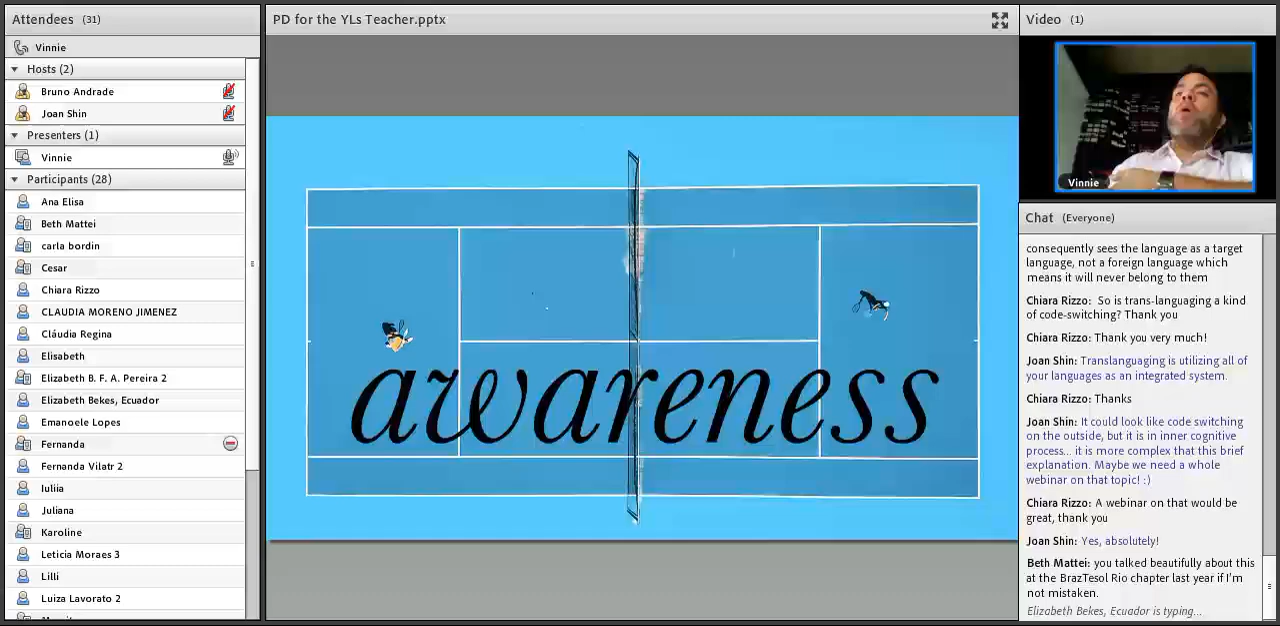 Attendees (31)
Vinnie
Hosts (2)
Bruno Andrade
Joan Shin
Presenters (1)
Vinnie
Participants (28)
Ana Elisa
Beth Mattei
carla bordin
Cesar
Chiara Rizzo
CLAUDIA MORENO JIMENEZ
Cláudia Regina
Elisabeth
Elizabeth B. F. A. Pereira 2
Elizabeth Bekes, Ecuador
Emanoele Lopes
Fernanda
Fernanda Vilatr 2
Iuliia
Juliana
Karoline
Leticia Moraes 3
Lilli
Luiza Lavorato 2
PD for the YLs Teacher.pptx
awareness
Video (1)
Vinnie
Chat (Everyone)
consequently sees the language as a target
language, not a foreign language which
means it will never belong to them
Chiara Rizzo: So is trans-languaging a kind
of code-switching? Thank you
Chiara Rizzo: Thank you very much!
Joan Shin: Translanguaging is utilizing all of
your languages as an integrated system.
Chiara Rizzo: Thanks
Joan Shin: It could look like code switching
on the outside, but it is in inner cognitive
process... it is more complex that this brief
explanation. Maybe we need a whole
webinar on that topic! :)
Chiara Rizzo: A webinar on that would be
great, thank you
Joan Shin: Yes, absolutely!
Beth Mattei: you talked beautifully about this
at the BrazTesol Rio chapter last year if I'm
not mistaken.
Elizabeth Bekes, Ecuador is typing...